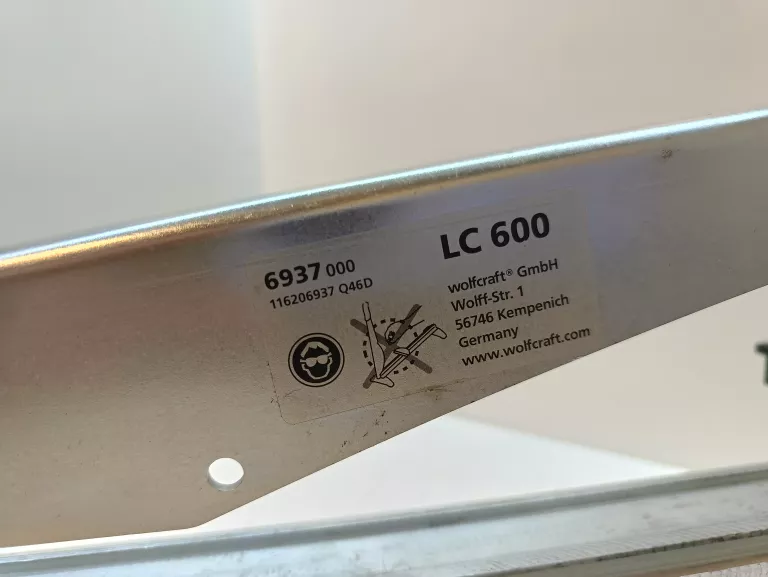 6937 000
116206937 Q46D
LC 600
wolfcraft® GmbH
Wolff-Str. 1
56746 Kempenich
Germany
www.wolfcraft.com